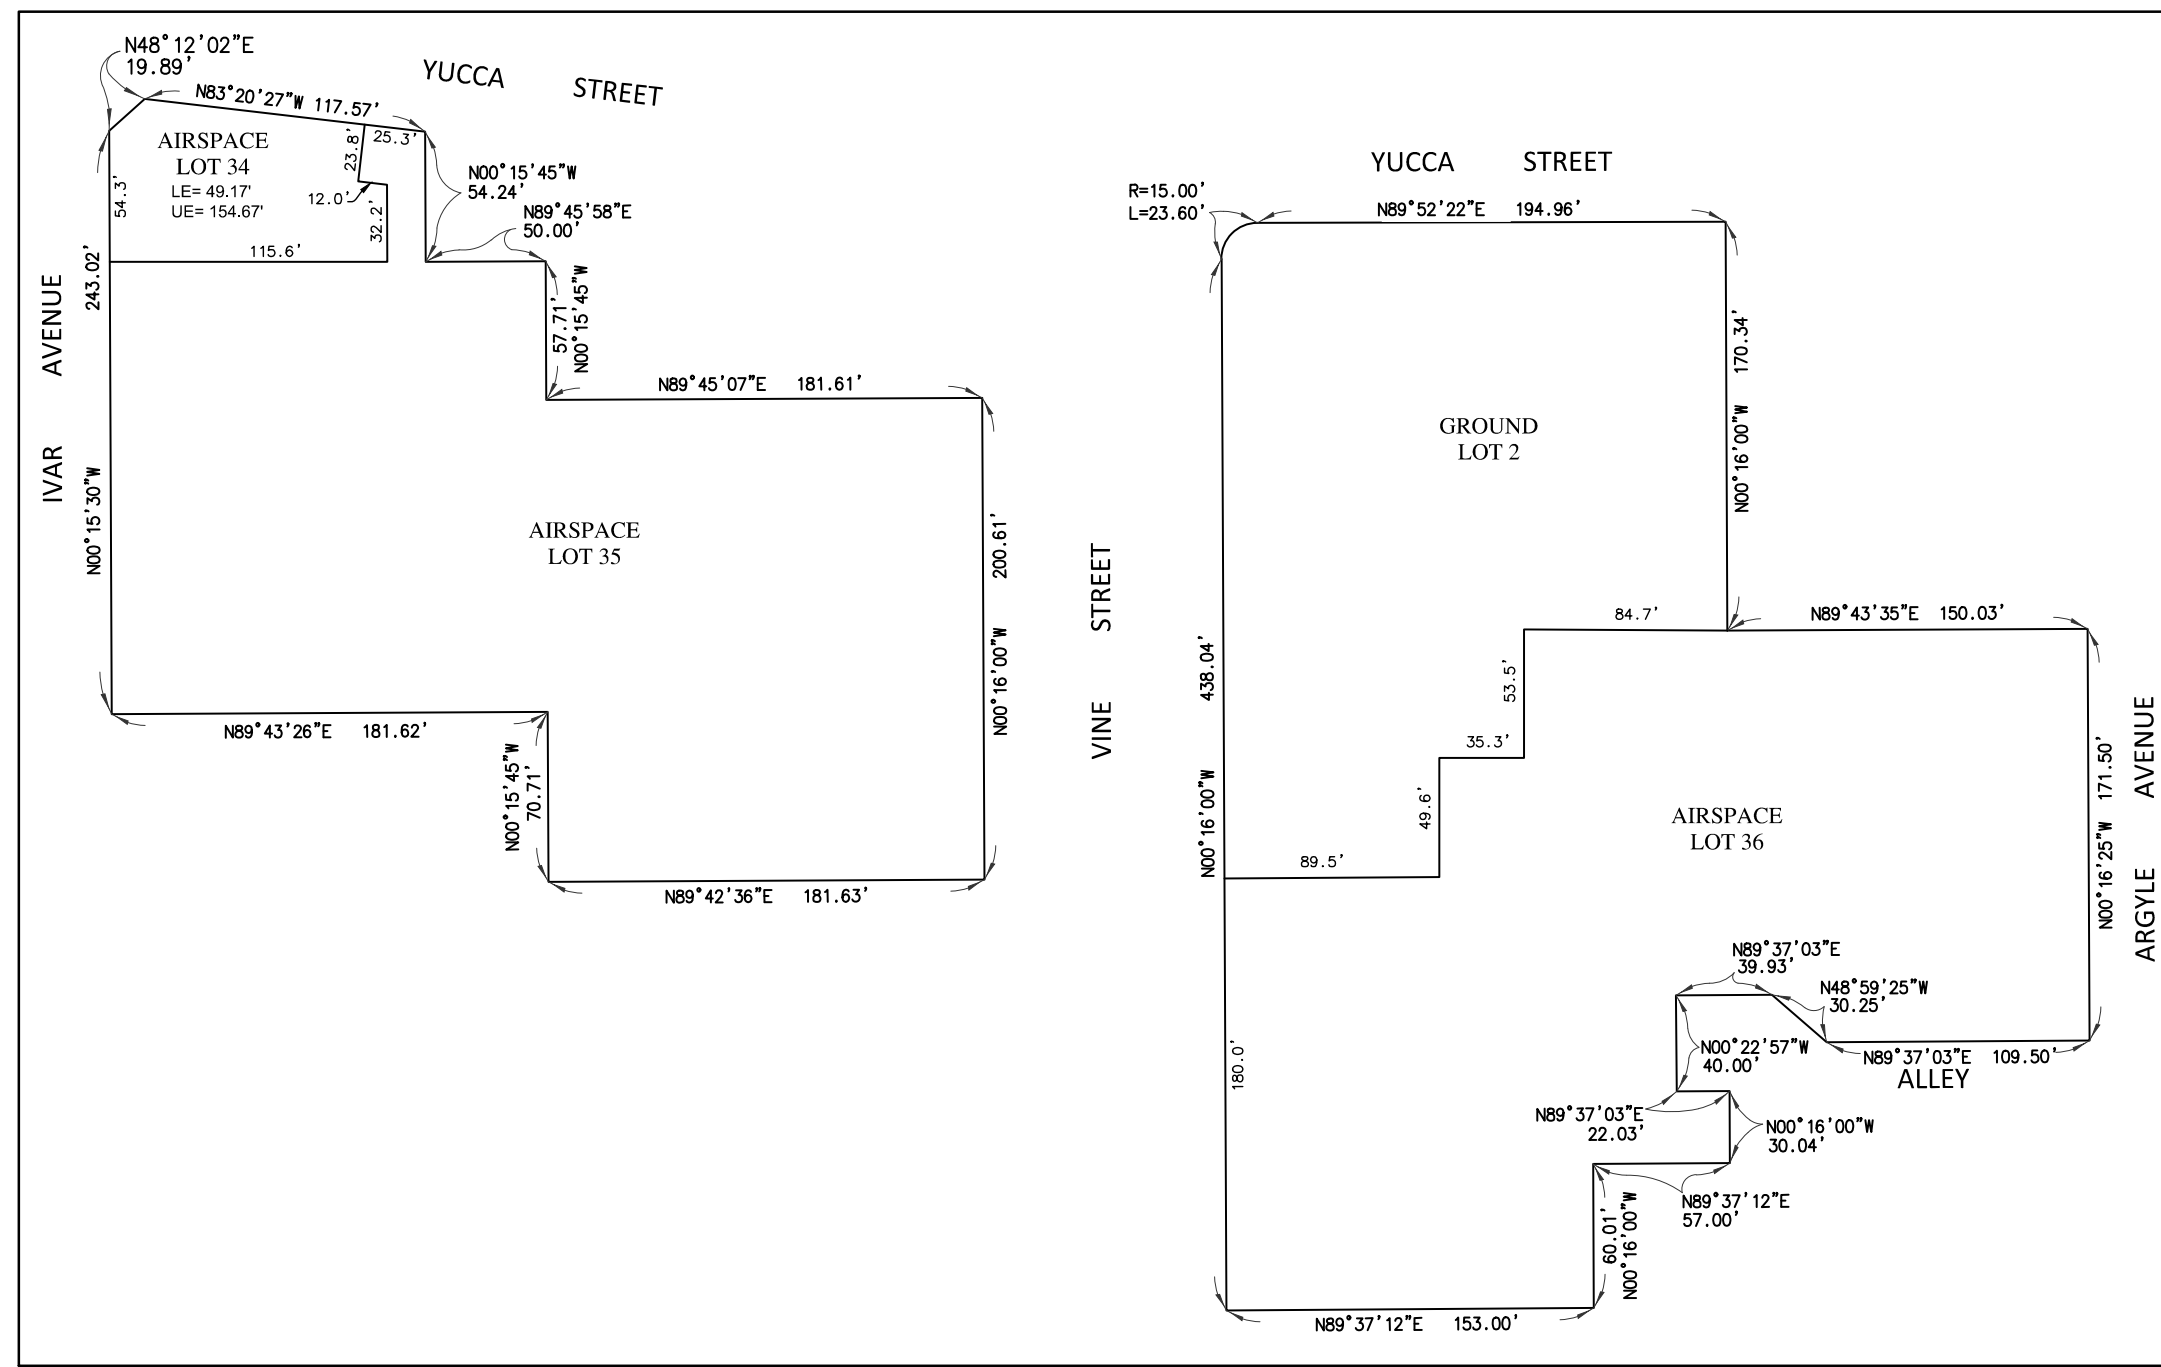 N48°12'02"E
19.89'
N83°20'27"W 117.57'
YUCCA STREET
AIRSPACE
LOT 34
LE= 49.17'
UE= 154.67'
23.8'
25.3'
12.0'
32.2'
54.3'
115.6'
N00°15'45"W
54.24'
N89°45'58"E
50.00'
57.71'
N00°15'45"W
243.02'
N00°15'30"W
IVAR AVENUE
N89°45'07"E 181.61'
AIRSPACE
LOT 35
200.61'
N00°16'00"W
N89°43'26"E 181.62'
N00°15'45"W
70.71'
N89°42'36"E 181.63'
VINE STREET
YUCCA STREET
R=15.00'
L=23.60'
N89°52'22"E 194.96'
N00°16'00"W 170.34'
GROUND
LOT 2
84.7'
N89°43'35"E 150.03'
53.5'
35.3'
49.6'
89.5'
N00°16'00"W 438.04'
AIRSPACE
LOT 36
N00°16'25"W 171.50'
ARGYLE AVENUE
N89°37'03"E
39.93'
N48°59'25"W
30.25'
N00°22'57"W
40.00'
N89°37'03"E 109.50'
ALLEY
180.0'
N89°37'03"E
22.03'
N00°16'00"W
30.04'
N89°37'12"E
57.00'
60.01'
N00°16'00"W
N89°37'12"E 153.00'